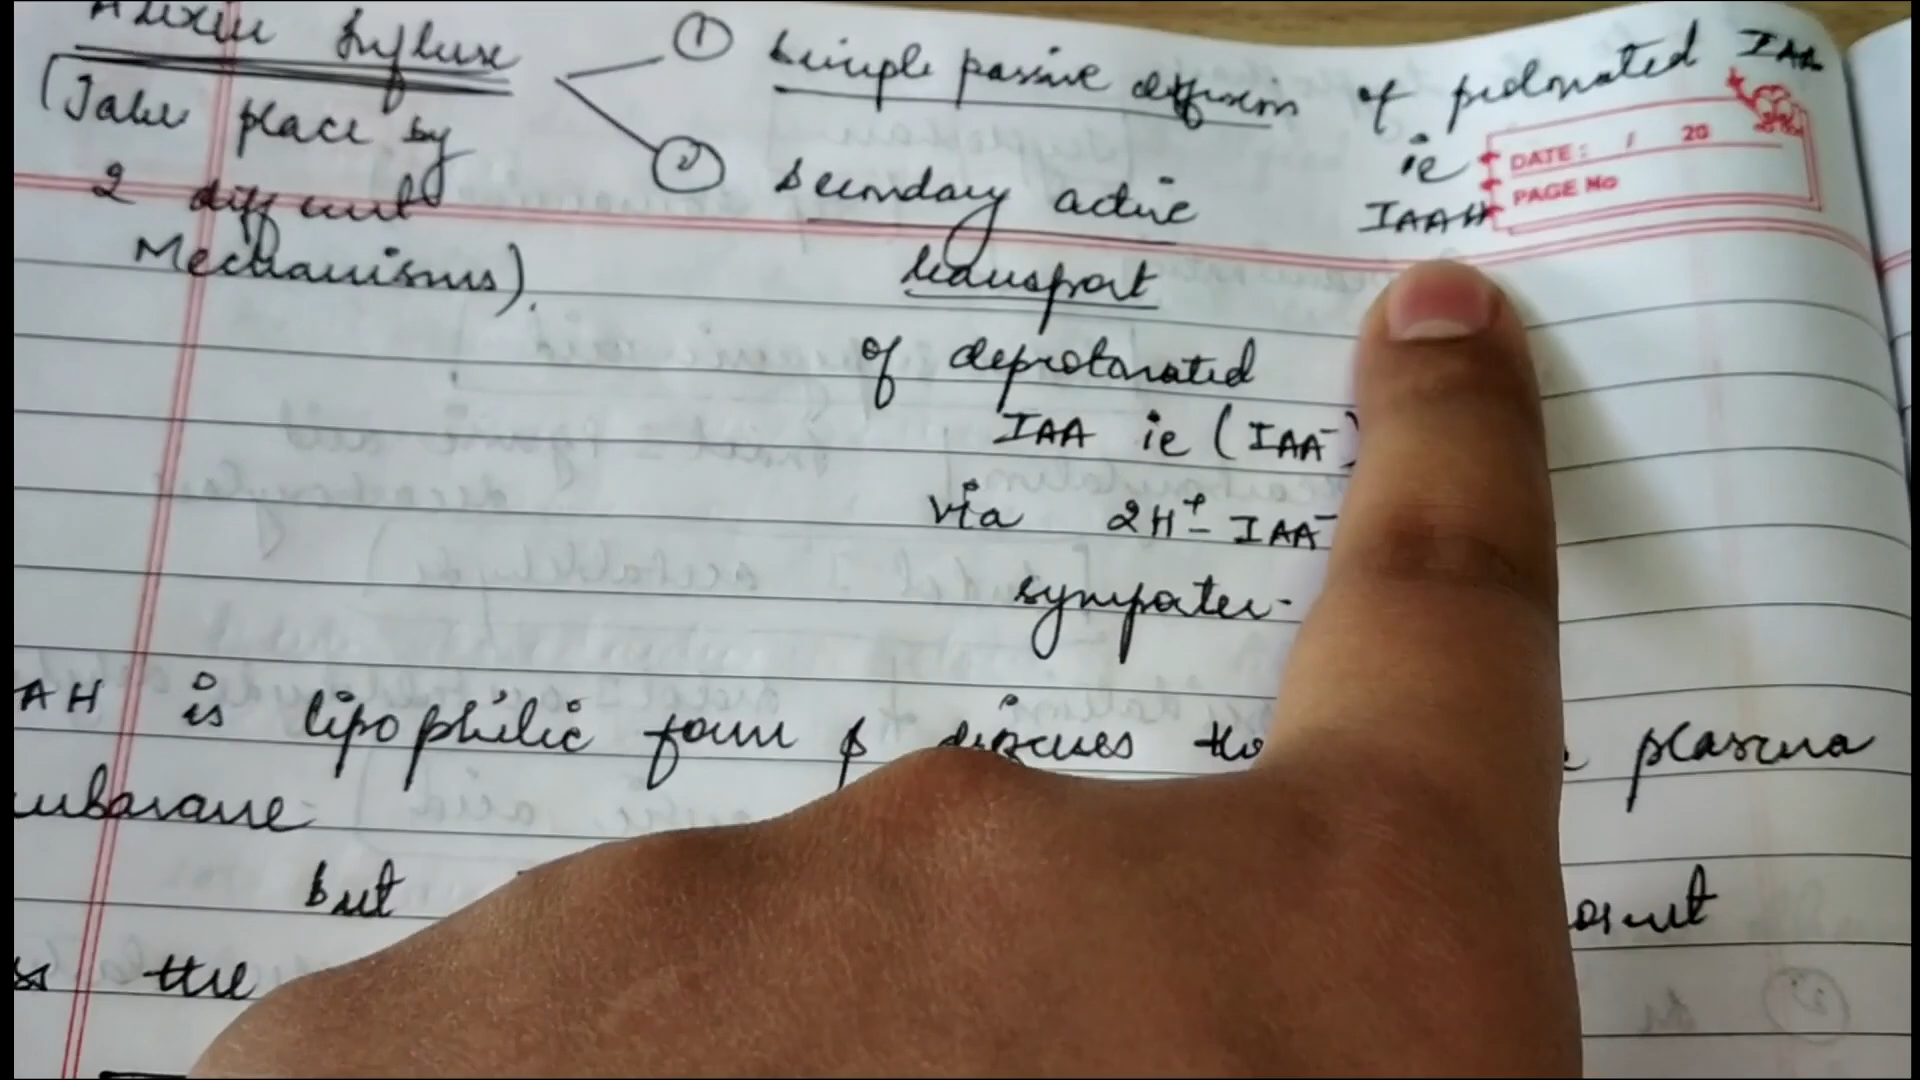 Auxin Influx
(Take place by
2 different
Mechanisms).
① Simple passive diffusion of protonated IAA
ie
IAAH
DATE: / 20
PAGE No
② Secondary active
transport
of deprotonated
IAA ie (IAA⁻)
via 2H⁺ - IAA⁻
sympoter.
AH is lipophilic form & diffuses the plasma
but
the